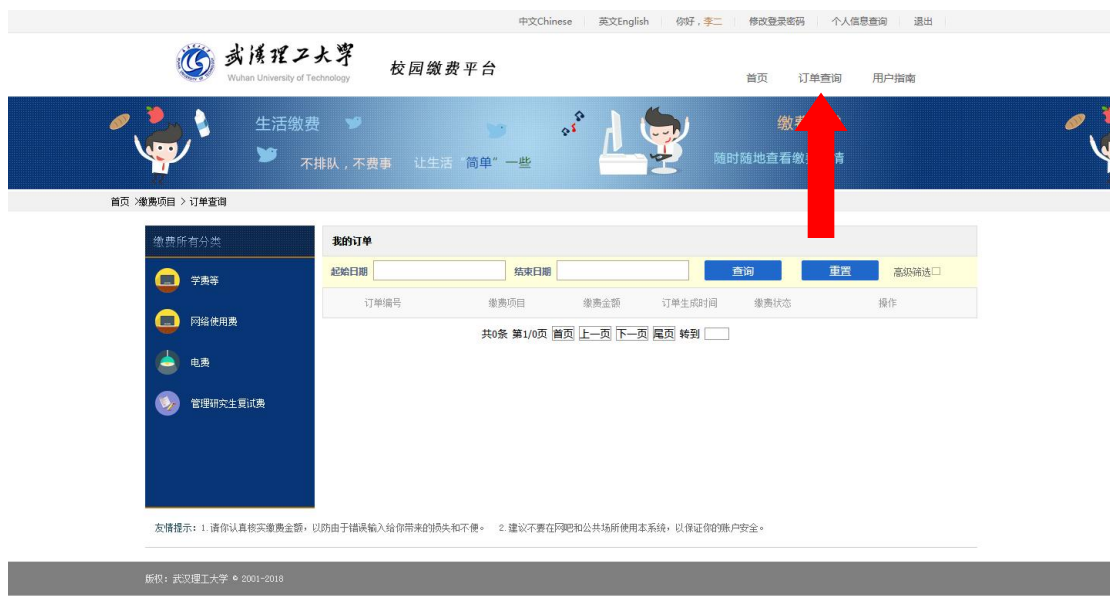 中文Chinese 英文English 你好，李二 修改登录密码 个人信息查询 退出
武汉理工大学
Wuhan University of Technology
校园缴费平台
首页 订单查询 用户指南
生活缴费
不排队，不费事 让生活“简单”一些
缴费
随时随地查看缴 情
首页 >缴费项目 > 订单查询
缴费所有分类
学费等
网络使用费
电费
管理研究生复试费
我的订单
起始日期 结束日期 查询 重置 高级筛选
订单编号 缴费项目 缴费金额 订单生成时间 缴费状态 操作
共0条 第1/0页 首页 上一页 下一页 尾页 转到
友情提示：1.请你认真核实缴费金额，以防由于错误输入给你带来的损失和不便。 2.建议不要在网吧和公共场所使用本系统，以保证你的账户安全。
版权：武汉理工大学 © 2001-2018